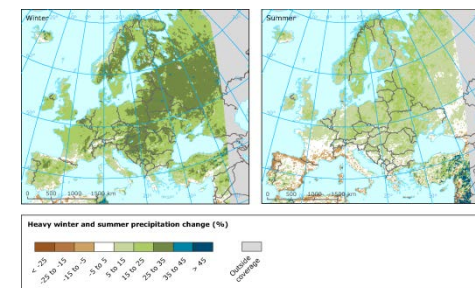 Winter
Summer
0 500 1000 1500 km
0 500 1000 1500 km
Heavy winter and summer precipitation change (%)
< -25
-25 to -15
-15 to -5
-5 to 5
5 to 15
15 to 25
25 to 35
35 to 45
> 45
Outside
coverage